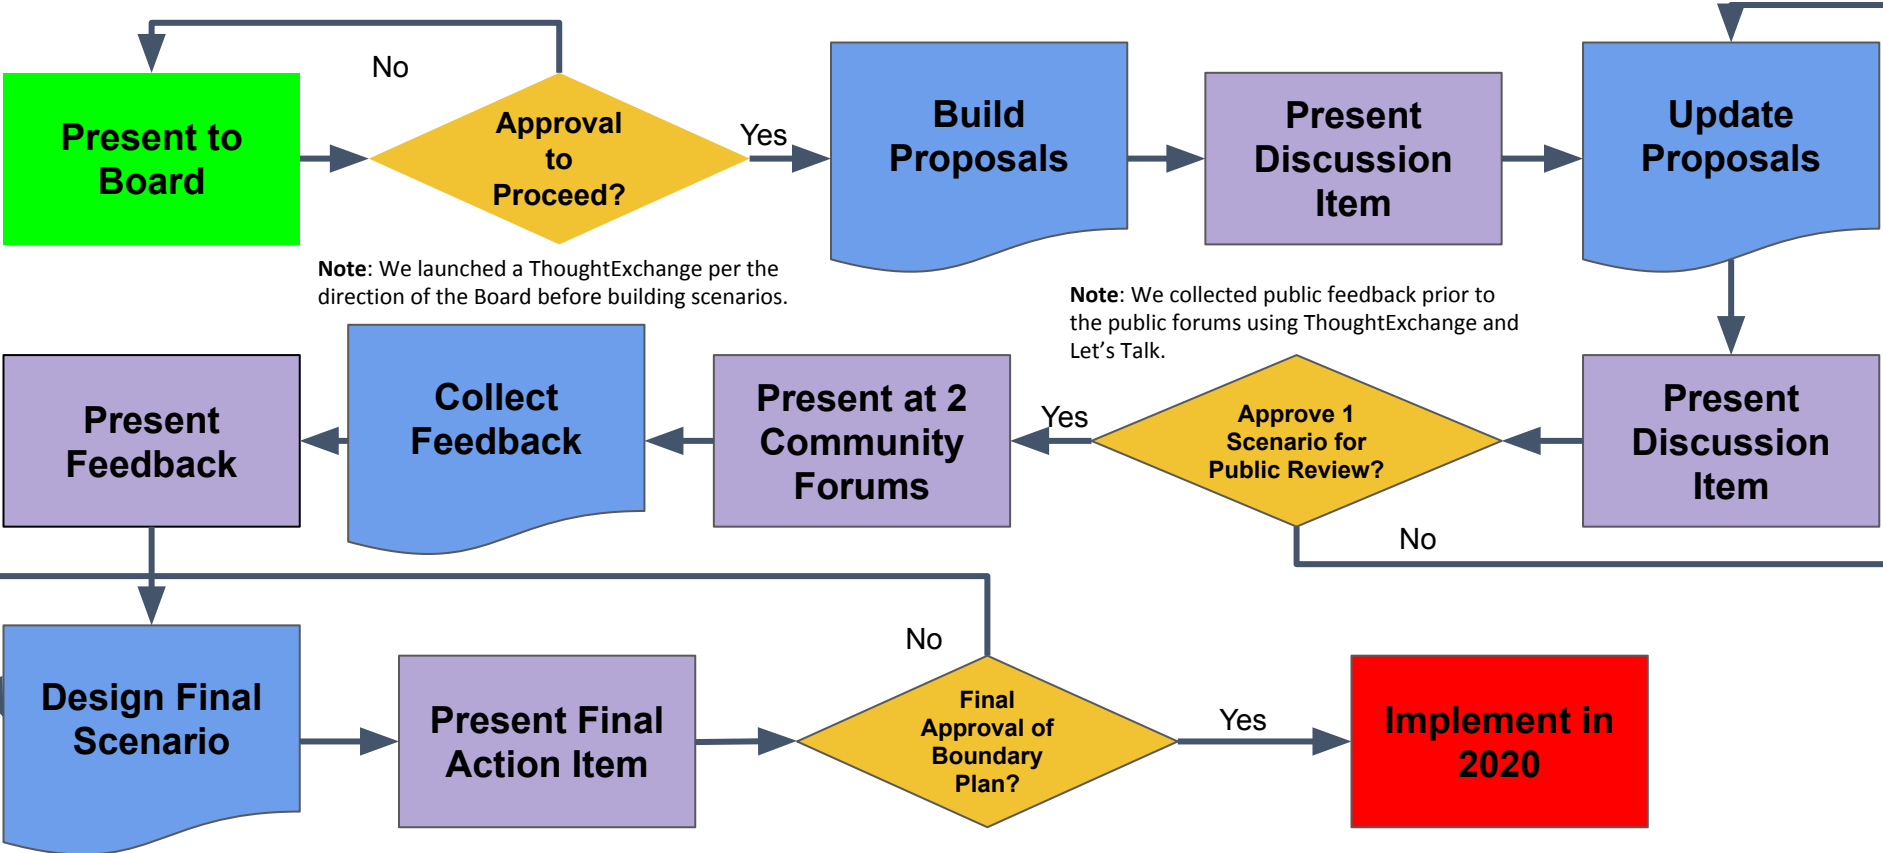 No
Present to
Board
Approval
to
Proceed?
Yes
Build
Proposals
Present
Discussion
Item
Update
Proposals
Note: We launched a ThoughtExchange per the
direction of the Board before building scenarios.
Note: We collected public feedback prior to
the public forums using ThoughtExchange and
Let’s Talk.
Present
Discussion
Item
Approve 1
Scenario for
Public Review?
Yes
No
Present at 2
Community
Forums
Collect
Feedback
Present
Feedback
Design Final
Scenario
Present Final
Action Item
No
Final
Approval of
Boundary
Plan?
Yes
Implement in
2020